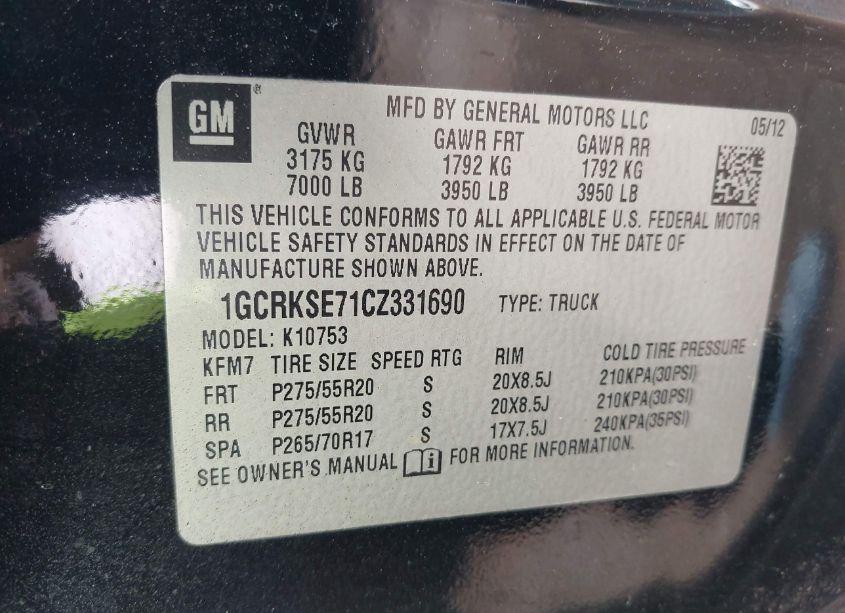 GM ®
MFD BY GENERAL MOTORS LLC 05/12
GVWR GAWR FRT GAWR RR
3175 KG 1792 KG 1792 KG
7000 LB 3950 LB 3950 LB
THIS VEHICLE CONFORMS TO ALL APPLICABLE U.S. FEDERAL MOTOR
VEHICLE SAFETY STANDARDS IN EFFECT ON THE DATE OF
MANUFACTURE SHOWN ABOVE.
1GCRKSE71CZ331690 TYPE: TRUCK
MODEL: K10753
KFM7 TIRE SIZE SPEED RTG RIM COLD TIRE PRESSURE
FRT P275/55R20 S 20X8.5J 210KPA(30PSI)
RR P275/55R20 S 20X8.5J 210KPA(30PSI)
SPA P265/70R17 S 17X7.5J 240KPA(35PSI)
SEE OWNER'S MANUAL FOR MORE INFORMATION.